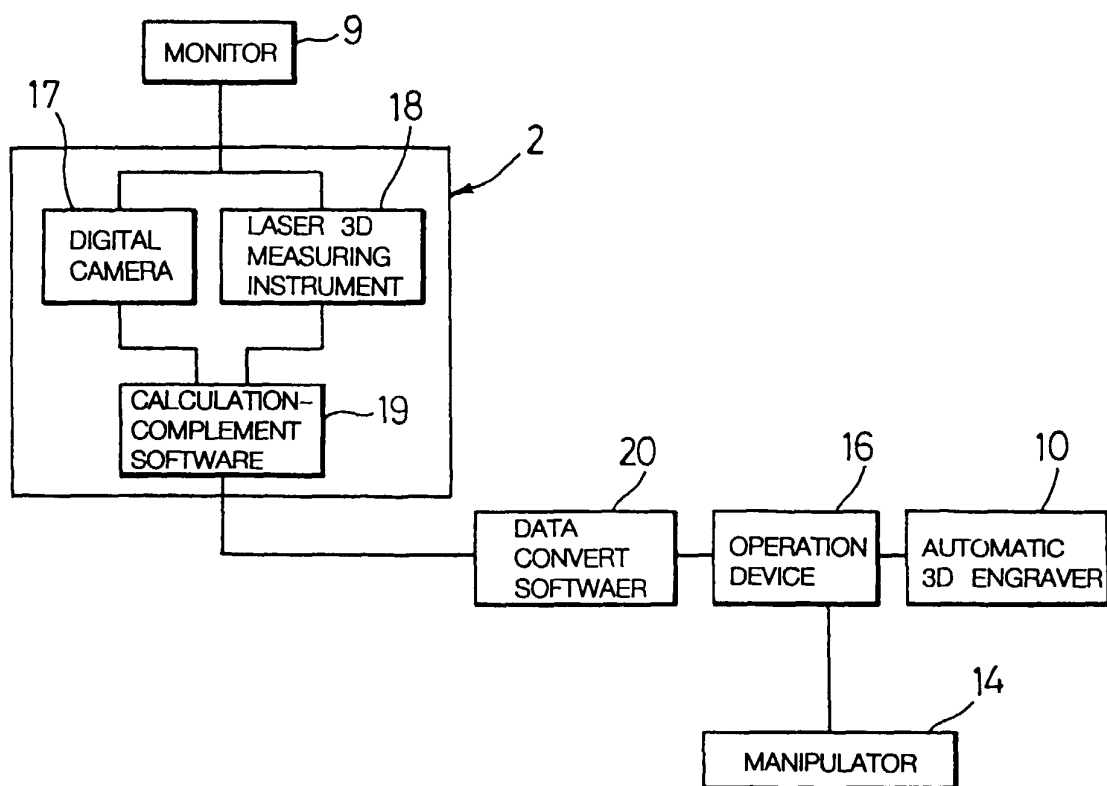 MONITOR
9
17
18
2
DIGITAL
CAMERA
LASER 3D
MEASURING
INSTRUMENT
CALCULATION-
COMPLEMENT
SOFTWARE
19
20
16
10
DATA
CONVERT
SOFTWAER
OPERATION
DEVICE
AUTOMATIC
3D ENGRAVER
14
MANIPULATOR